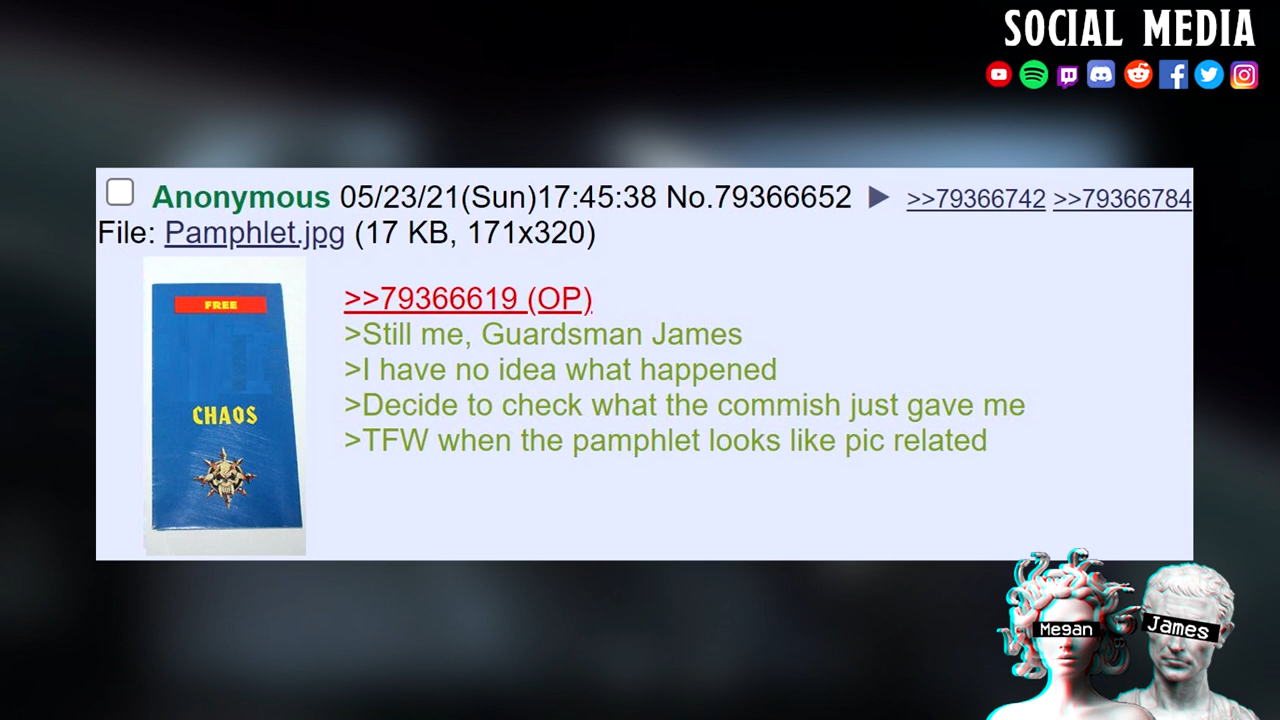 SOCIAL MEDIA
Anonymous 05/23/21(Sun)17:45:38 No.79366652 ▶ >>79366742 >>79366784
File: Pamphlet.jpg (17 KB, 171x320)
FREE
CHAOS
>>79366619 (OP)
>Still me, Guardsman James
>I have no idea what happened
>Decide to check what the commish just gave me
>TFW when the pamphlet looks like pic related
Megan
James